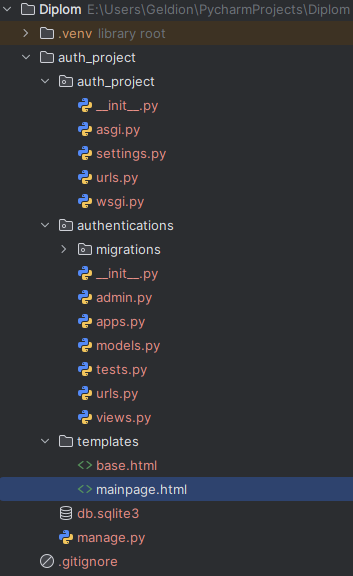 Diplom E:\Users\Geldion\PycharmProjects\Diplom
.venv library root
auth_project
auth_project
__init__.py
asgi.py
settings.py
urls.py
wsgi.py
authentications
migrations
__init__.py
admin.py
apps.py
models.py
tests.py
urls.py
views.py
templates
base.html
mainpage.html
db.sqlite3
manage.py
.gitignore